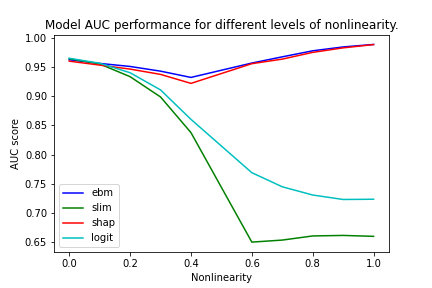 Model AUC performance for different levels of nonlinearity.
1.00
0.95
0.90
0.85
0.80
0.75
0.70
0.65
AUC score
ebm
slim
shap
logit
0.0 0.2 0.4 0.6 0.8 1.0
Nonlinearity